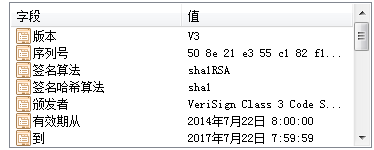 字段 值
版本 V3
序列号 50 8e 21 e3 55 c1 82 f1...
签名算法 sha1RSA
签名哈希算法 sha1
颁发者 VeriSign Class 3 Code S...
有效期从 2014年7月22日 8:00:00
到 2017年7月22日 7:59:59